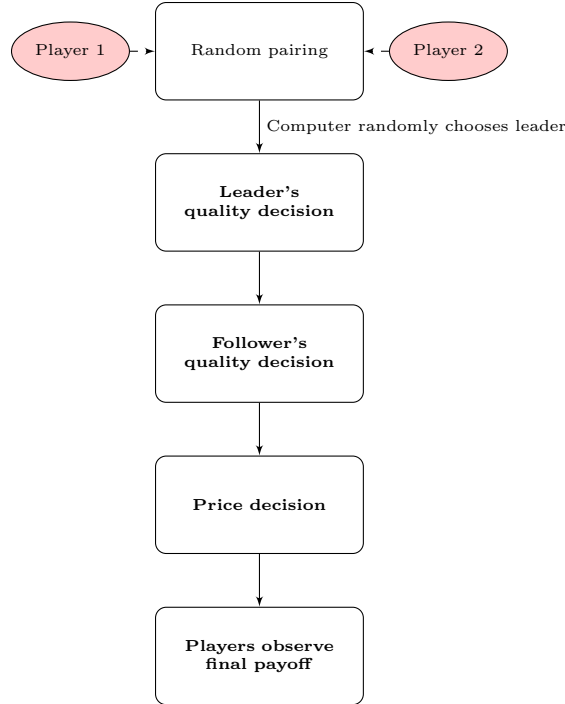 Player 1
Random pairing
Player 2
Computer randomly chooses leader
Leader's
quality decision
Follower's
quality decision
Price decision
Players observe
final payoff